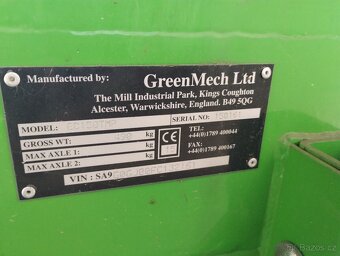 GreenMech Ltd
Manufactured by:
The Mill Industrial Park, Kings Coughton
Alcester, Warwickshire, England. B49 5QG
MODEL:
SERIAL NO:
GROSS WT: kg
MAX AXLE 1: kg
MAX AXLE 2: kg
CE
TEL:
+44(0)1789 400044
FAX:
+44(0)1789 400167
VIN: SA9